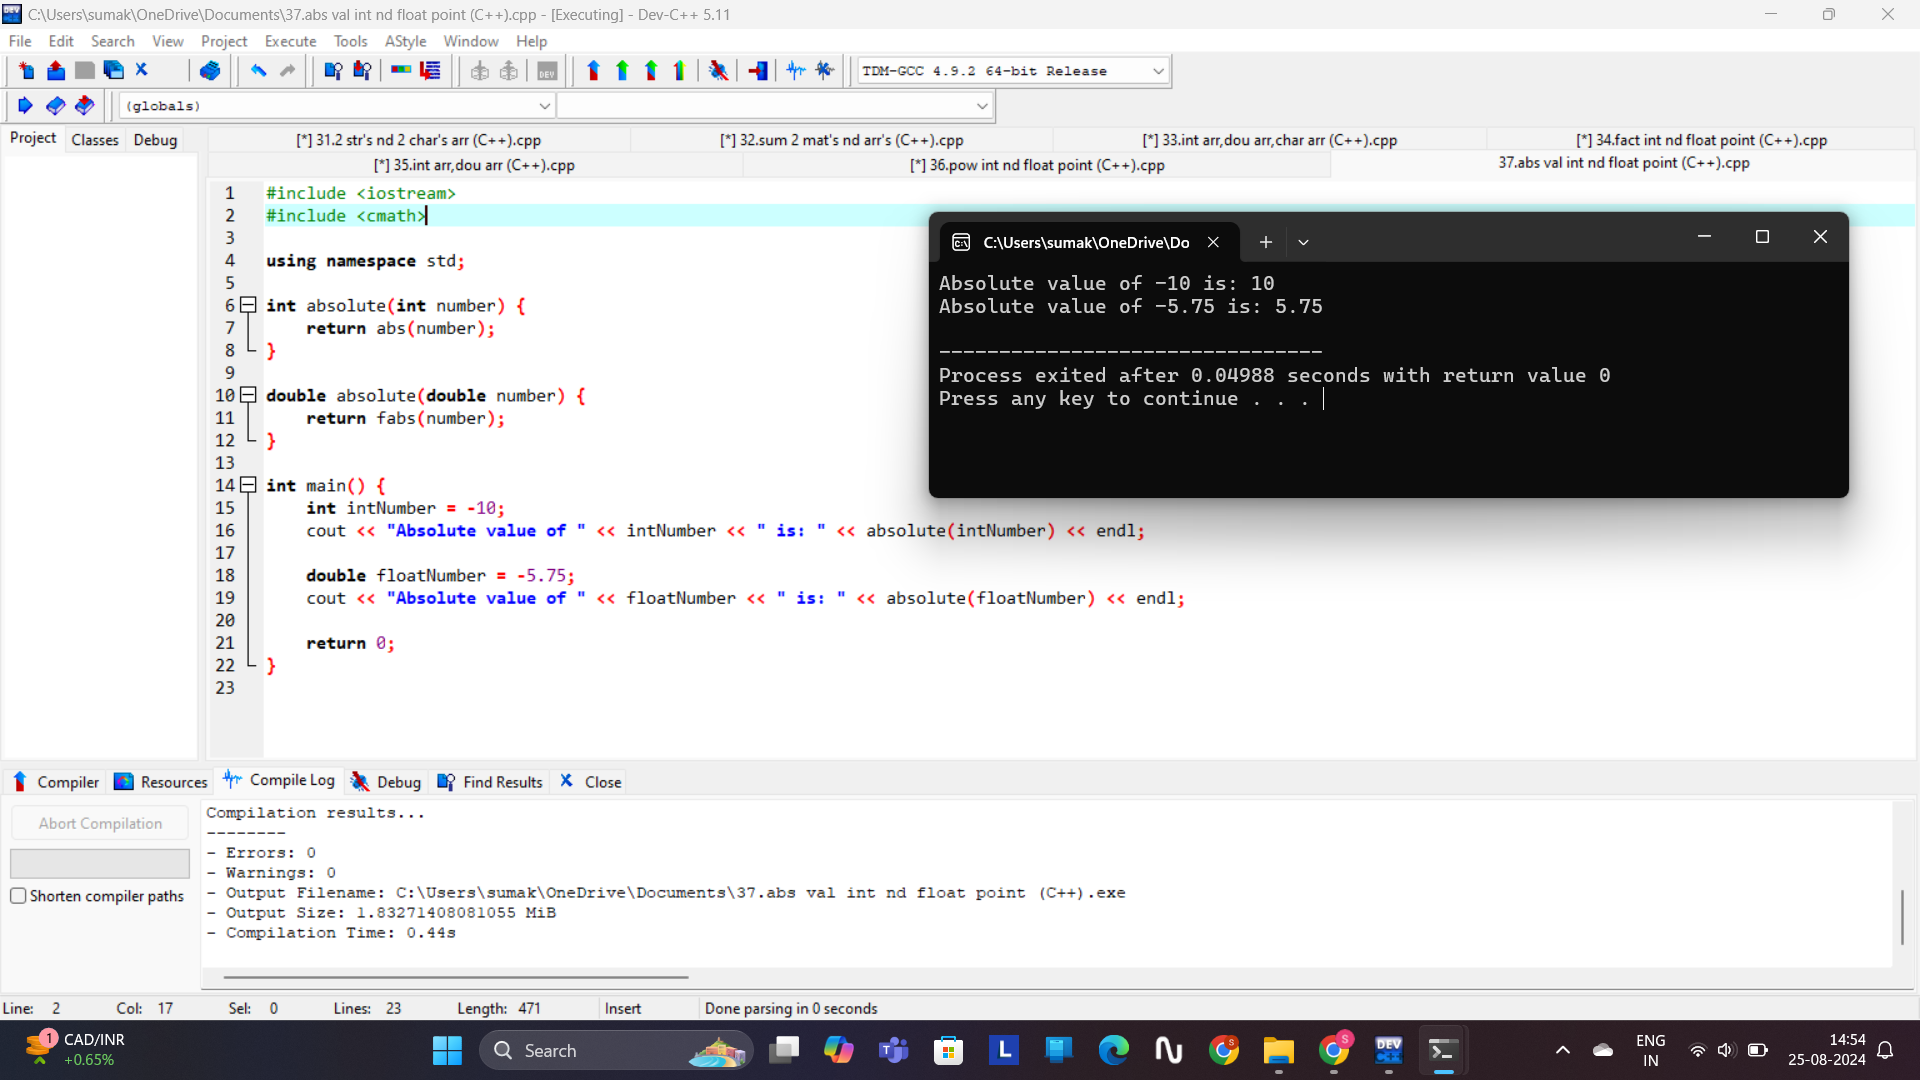 C:\Users\sumak\OneDrive\Documents\37.abs val int nd float point (C++).cpp - [Executing] - Dev-C++ 5.11
File Edit Search View Project Execute Tools AStyle Window Help
TDM-GCC 4.9.2 64-bit Release
(globals)
Project Classes Debug
[*] 31.2 str's nd 2 char's arr (C++).cpp [*] 32.sum 2 mat's nd arr's (C++).cpp [*] 33.int arr,dou arr,char arr (C++).cpp [*] 34.fact int nd float point (C++).cpp
[*] 35.int arr,dou arr (C++).cpp [*] 36.pow int nd float point (C++).cpp 37.abs val int nd float point (C++).cpp
1 #include <iostream>
2 #include <cmath>
3
4 using namespace std;
5
6 int absolute(int number) {
7 return abs(number);
8 }
9
10 double absolute(double number) {
11 return fabs(number);
12 }
13
14 int main() {
15 int intNumber = -10;
16 cout << "Absolute value of " << intNumber << " is: " << absolute(intNumber) << endl;
17
18 double floatNumber = -5.75;
19 cout << "Absolute value of " << floatNumber << " is: " << absolute(floatNumber) << endl;
20
21 return 0;
22 }
23
C:\Users\sumak\OneDrive\Do
Absolute value of -10 is: 10
Absolute value of -5.75 is: 5.75
--------------------------------
Process exited after 0.04988 seconds with return value 0
Press any key to continue . . .
Compiler Resources Compile Log Debug Find Results Close
Abort Compilation
Shorten compiler paths
Compilation results...
--------
- Errors: 0
- Warnings: 0
- Output Filename: C:\Users\sumak\OneDrive\Documents\37.abs val int nd float point (C++).exe
- Output Size: 1.83271408081055 MiB
- Compilation Time: 0.44s
Line: 2 Col: 17 Sel: 0 Lines: 23 Length: 471 Insert Done parsing in 0 seconds
1 CAD/INR
+0.65%
Search
ENG
IN
14:54
25-08-2024